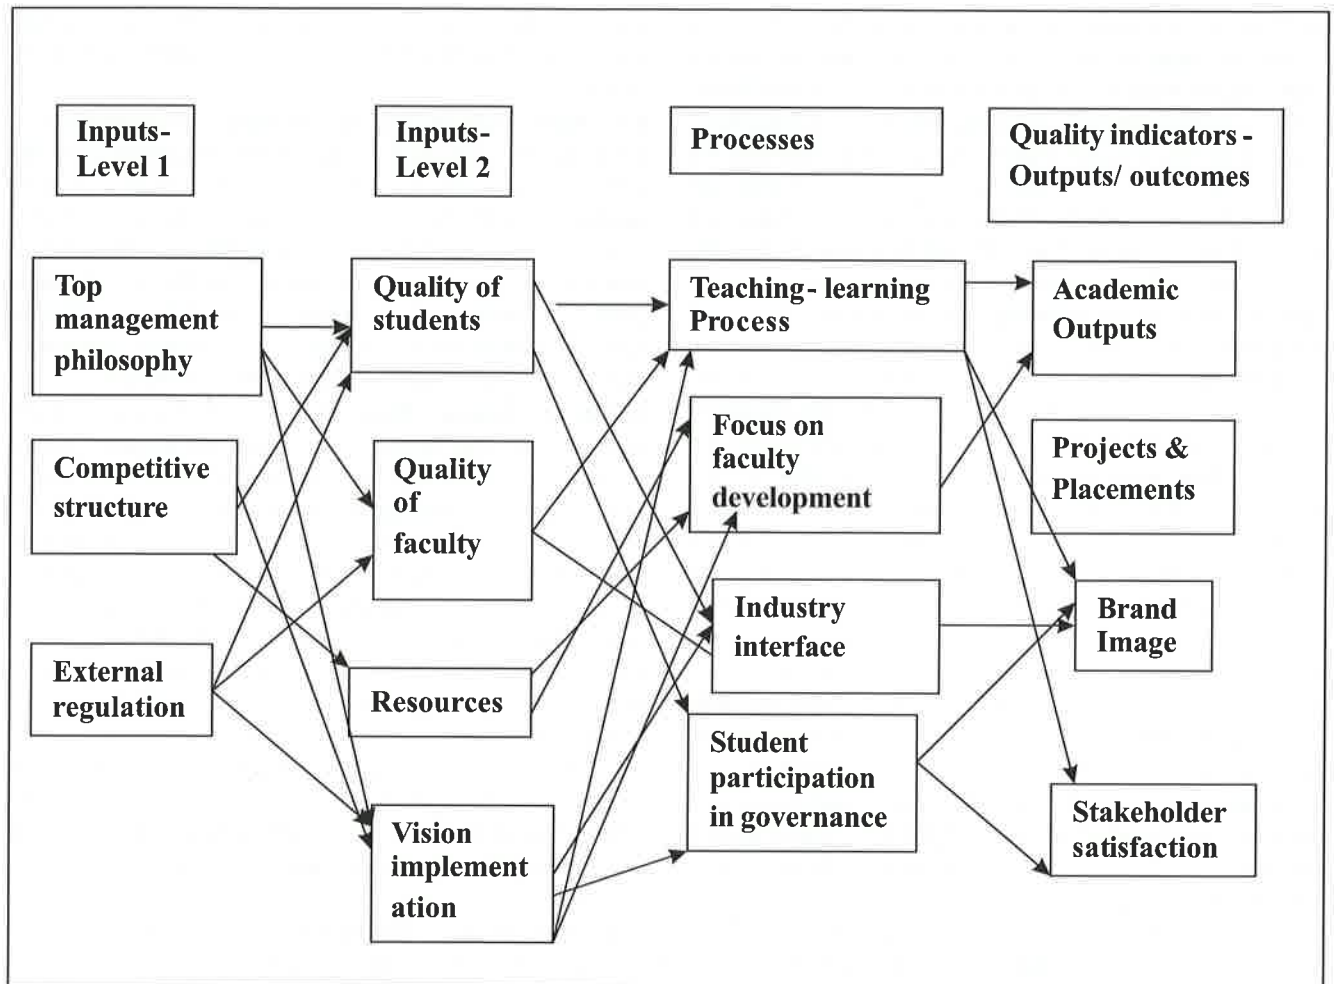 Inputs-
Level 1
Inputs-
Level 2
Processes
Quality indicators -
Outputs/ outcomes
Top
management
philosophy
Competitive
structure
External
regulation
Quality of
students
Quality
of
faculty
Resources
Vision
implement
ation
Teaching- learning
Process
Focus on
faculty
development
Industry
interface
Student
participation
in governance
Academic
Outputs
Projects &
Placements
Brand
Image
Stakeholder
satisfaction